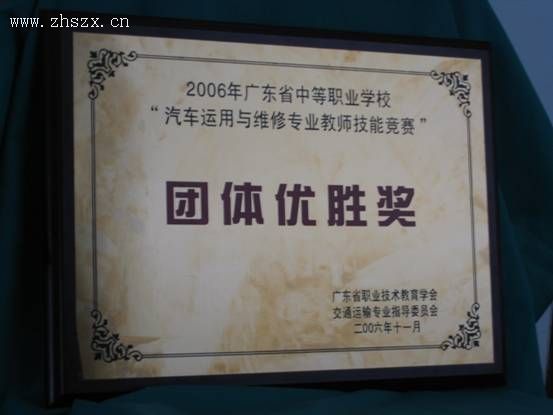 www.zhszx.cn
2006年广东省中等职业学校
“汽车运用与维修专业教师技能竞赛”
团体优胜奖
广东省职业技术教育学会
交通运输专业指导委员会
二00六年十一月